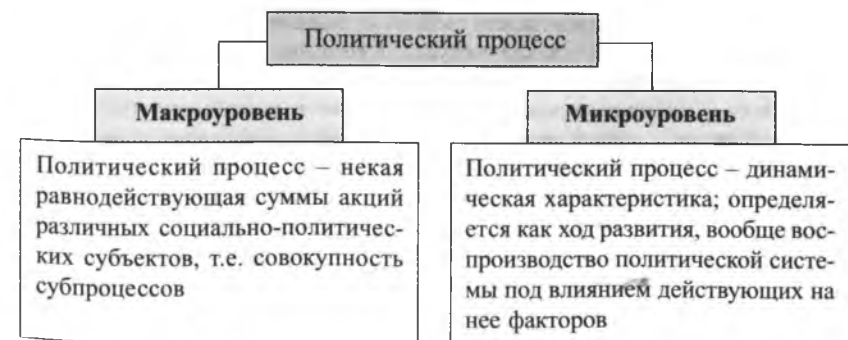 Политический процесс
Макроуровень
Политический процесс – некая
равнодействующая суммы акций
различных социально-политичес-
ких субъектов, т.е. совокупность
субпроцессов
Микроуровень
Политический процесс – динами-
ческая характеристика; определя-
ется как ход развития, вообще вос-
производство политической систе-
мы под влиянием действующих на
нее факторов